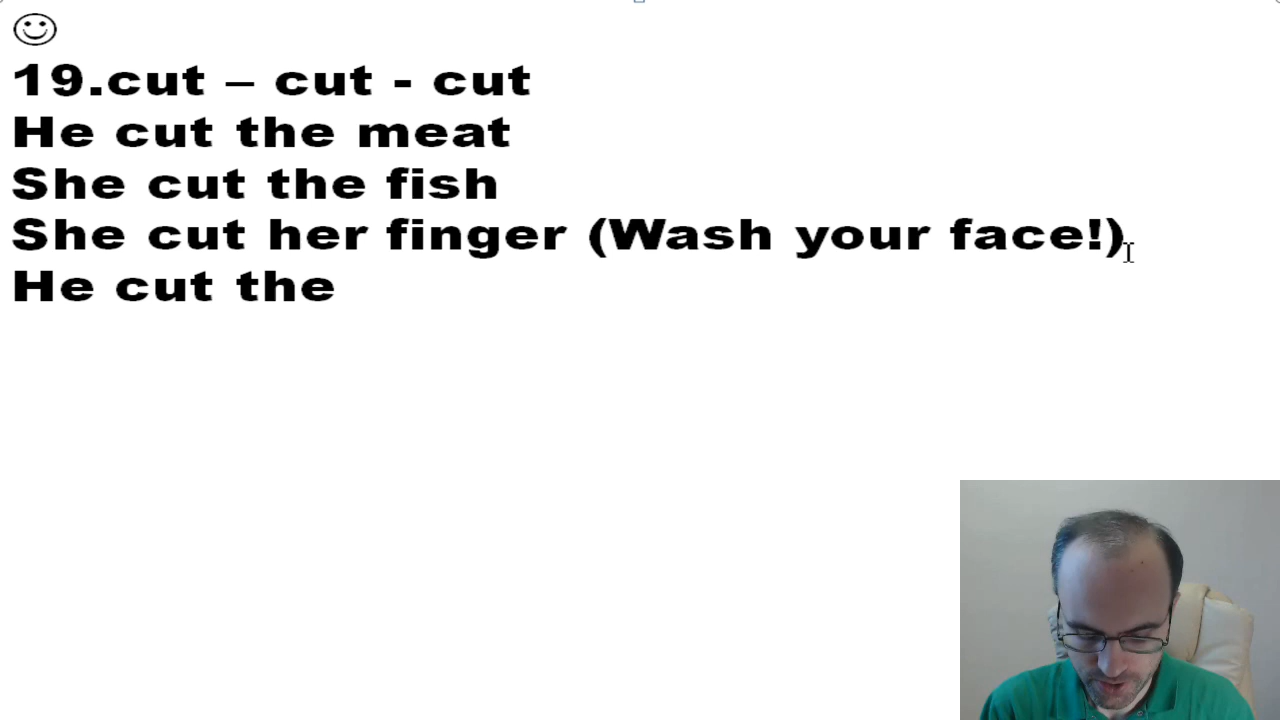 19.cut – cut - cut
He cut the meat
She cut the fish
She cut her finger (Wash your face!)
He cut the